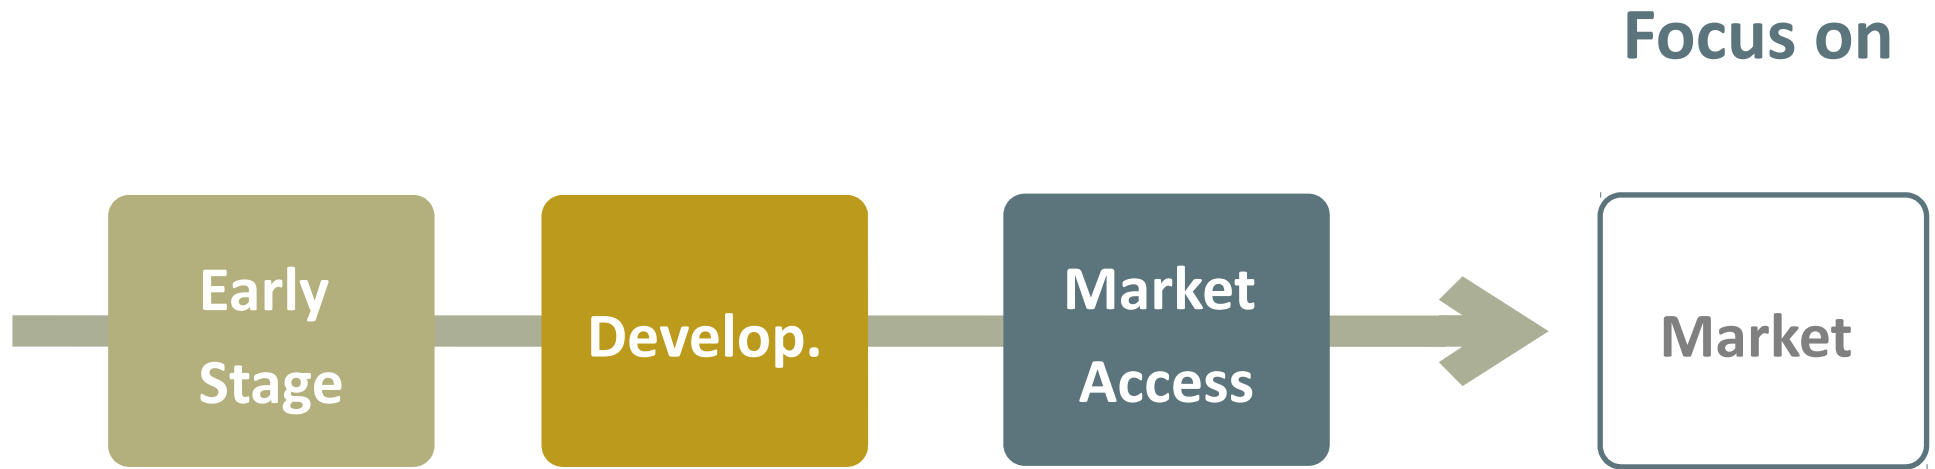 Focus on
Early
Stage
Develop.
Market
Access
Market